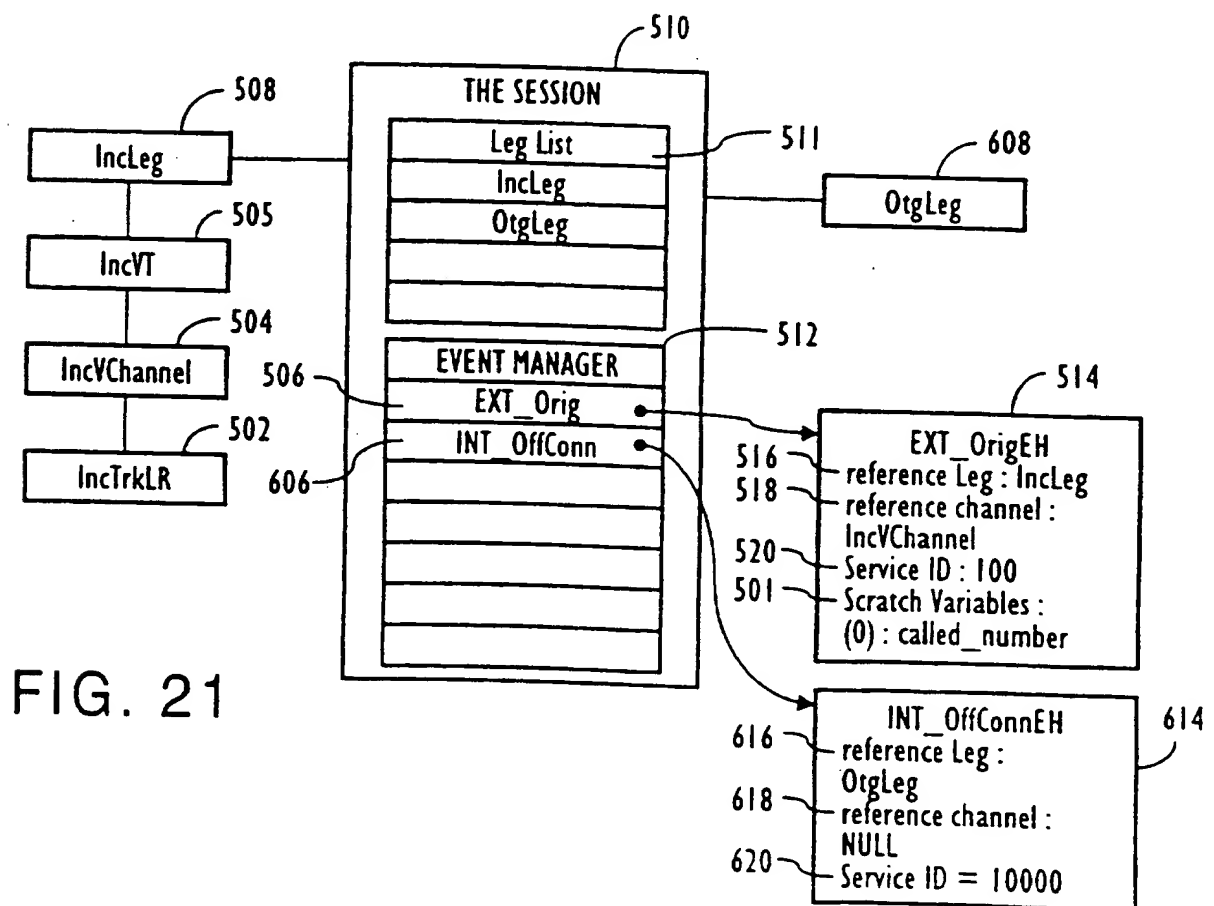 510
THE SESSION
508
IncLeg
Leg List
511
IncLeg
OtgLeg
608
OtgLeg
505
IncVT
504
IncVChannel
502
IncTrkLR
512
EVENT MANAGER
506
EXT_Orig
606
INT_OffConn
514
EXT_OrigEH
516
reference Leg : IncLeg
518
reference channel :
IncVChannel
520
Service ID : 100
501
Scratch Variables :
(0) : called_number
FIG. 21
614
INT_OffConnEH
616
reference Leg :
OtgLeg
618
reference channel :
NULL
620
Service ID = 10000